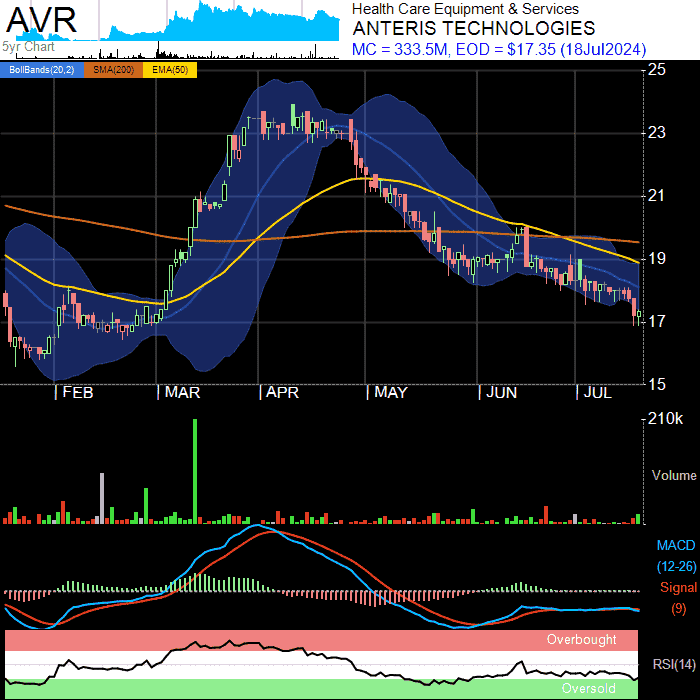 AVR
5yr Chart
Health Care Equipment & Services
ANTERIS TECHNOLOGIES
MC = 333.5M, EOD = $17.35 (18Jul2024)
BollBands(20,2) SMA(200) EMA(50)
25
23
21
19
17
15
FEB MAR APR MAY JUN JUL
210k
Volume
MACD
(12-26)
Signal
(9)
Overbought
RSI(14)
Oversold